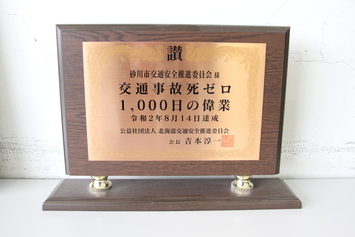 讃
砂川市交通安全推進委員会 様
交通事故死ゼロ
1,000日の偉業
令和2年8月14日達成
公益社団法人 北海道交通安全推進委員会
会長 吉本淳一